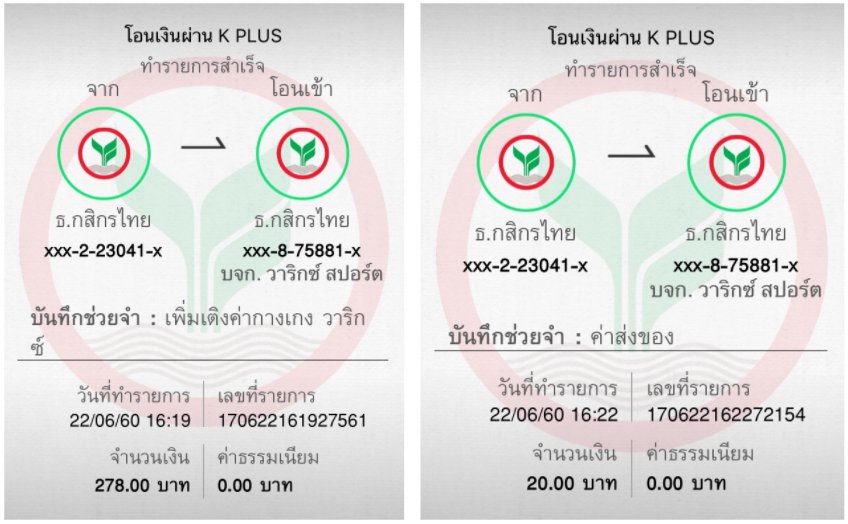 โอนเงินผ่าน K PLUS
ทำรายการสำเร็จ
จาก
โอนเข้า
ธ.กสิกรไทย
ธ.กสิกรไทย
xxx-2-23041-x
xxx-8-75881-x
บจก. วาริกซ์ สปอร์ต
บันทึกช่วยจำ : เพิ่มเติงค่ากางเกง วาริก
ซ์
วันที่ทำรายการ
เลขที่รายการ
22/06/60 16:19
170622161927561
จำนวนเงิน
ค่าธรรมเนียม
278.00 บาท
0.00 บาท
โอนเงินผ่าน K PLUS
ทำรายการสำเร็จ
จาก
โอนเข้า
ธ.กสิกรไทย
ธ.กสิกรไทย
xxx-2-23041-x
xxx-8-75881-x
บจก. วาริกซ์ สปอร์ต
บันทึกช่วยจำ : ค่าส่งของ
วันที่ทำรายการ
เลขที่รายการ
22/06/60 16:22
170622162272154
จำนวนเงิน
ค่าธรรมเนียม
20.00 บาท
0.00 บาท